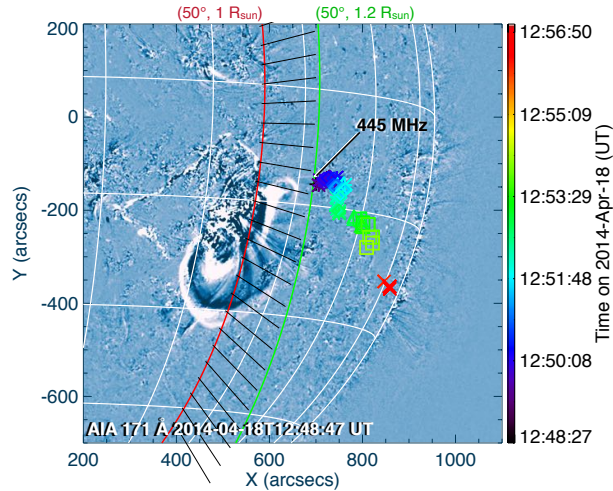 (50°, 1 Rsun) (50°, 1.2 Rsun)
200
0
-200
-400
-600
Y (arcsecs)
445 MHz
AIA 171 Å 2014-04-18T12:48:47 UT
200 400 600 800 1000
X (arcsecs)
12:56:50
12:55:09
12:53:29
12:51:48
12:50:08
12:48:27
Time on 2014-Apr-18 (UT)